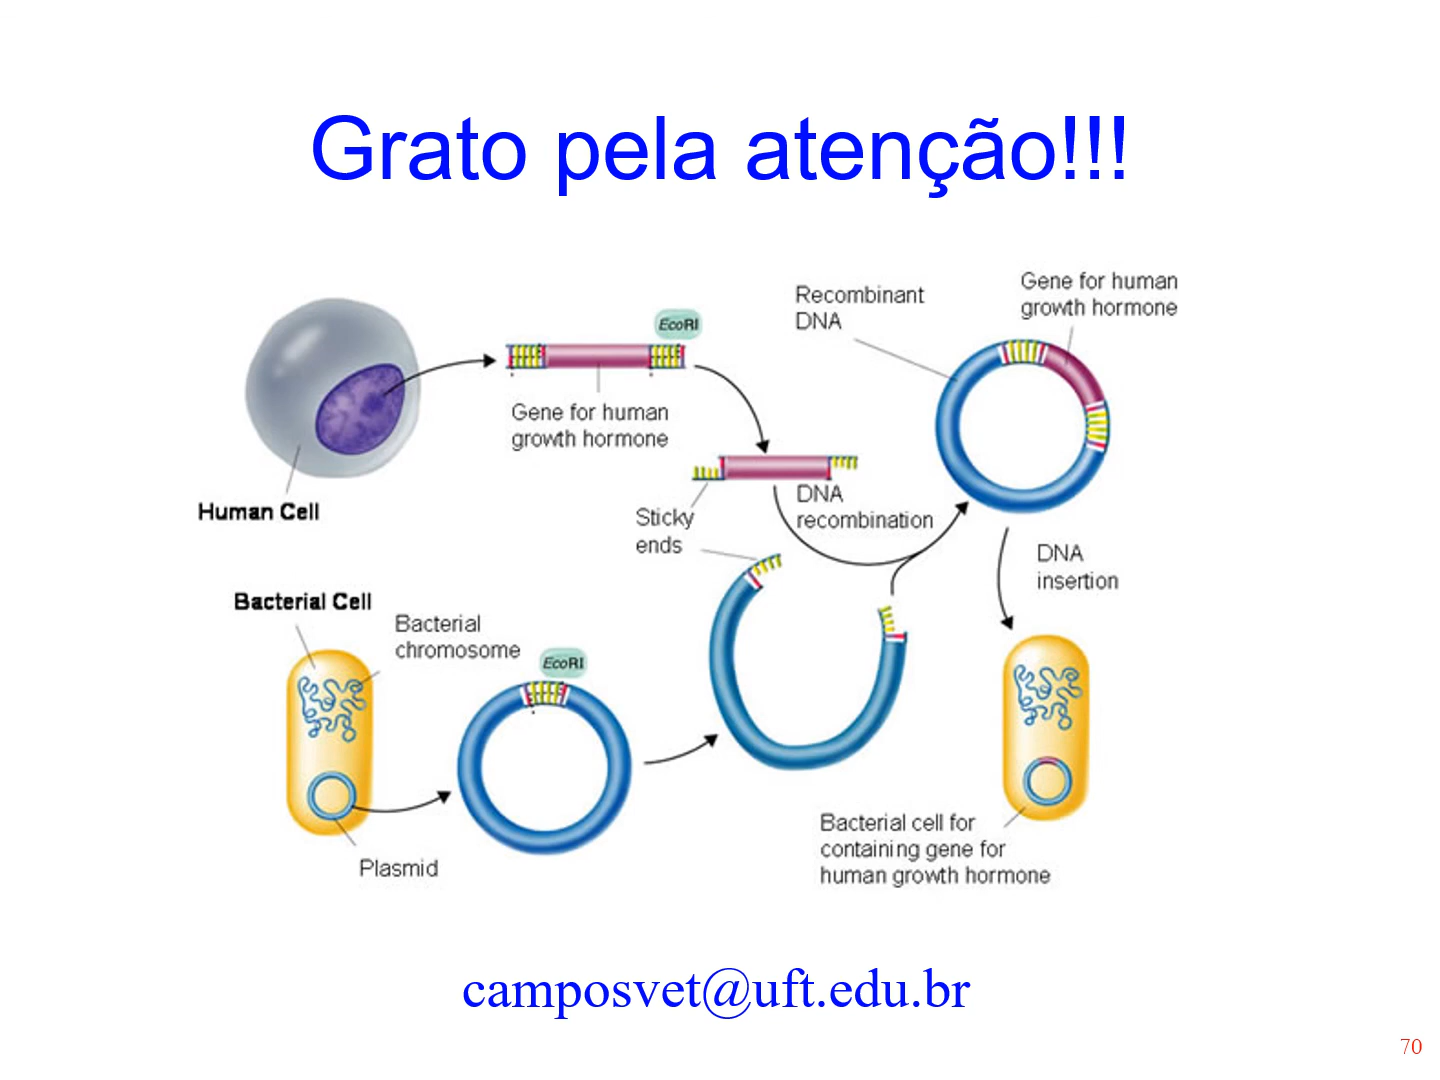 Grato pela atenção!!!
Recombinant
DNA
Gene for human
growth hormone
EcoRI
Gene for human
growth hormone
Human Cell
Sticky
ends
DNA
recombination
DNA
insertion
Bacterial Cell
Bacterial
chromosome
EcoRI
Plasmid
Bacterial cell for
containing gene for
human growth hormone
camposvet@uft.edu.br
70